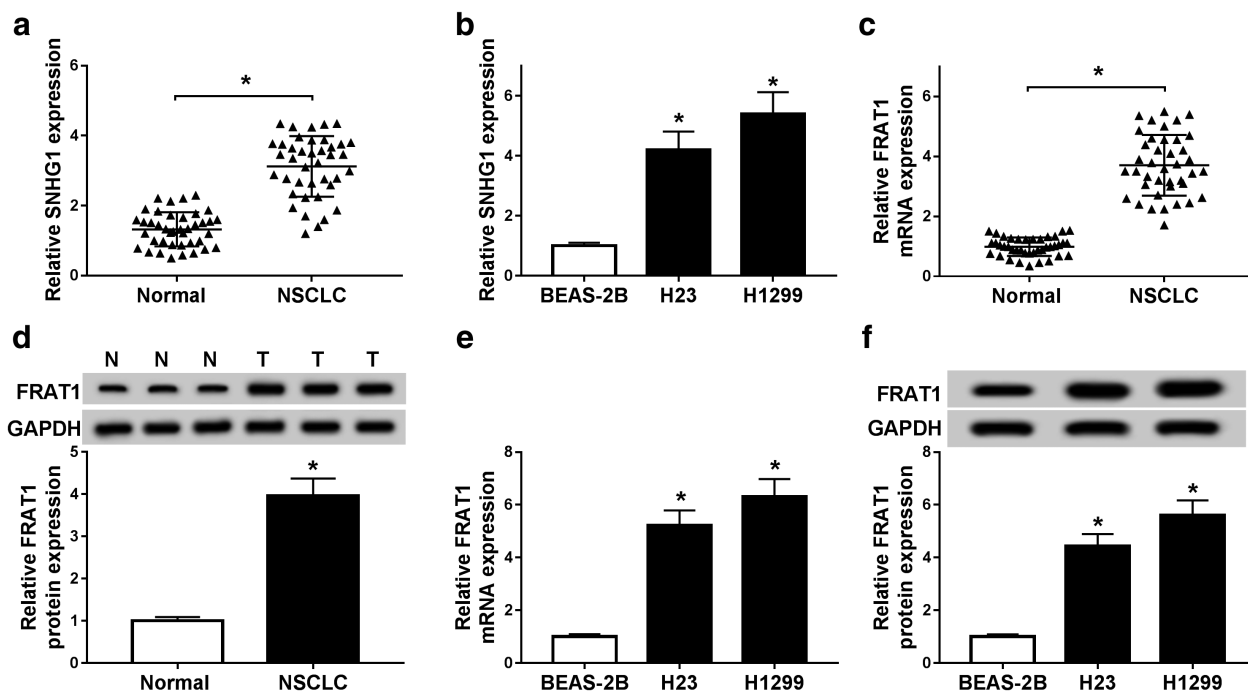 a
Relative SNHG1 expression
6
4
2
0
*
Normal NSCLC
b
Relative SNHG1 expression
6
4
2
0
*
*
BEAS-2B H23 H1299
c
Relative FRAT1
mRNA expression
6
4
2
0
*
Normal NSCLC
d
N N N T T T
FRAT1
GAPDH
Relative FRAT1
protein expression
5
4
3
2
1
0
*
Normal NSCLC
e
Relative FRAT1
mRNA expression
8
6
4
2
0
*
*
BEAS-2B H23 H1299
f
FRAT1
GAPDH
Relative FRAT1
protein expression
8
6
4
2
0
*
*
BEAS-2B H23 H1299